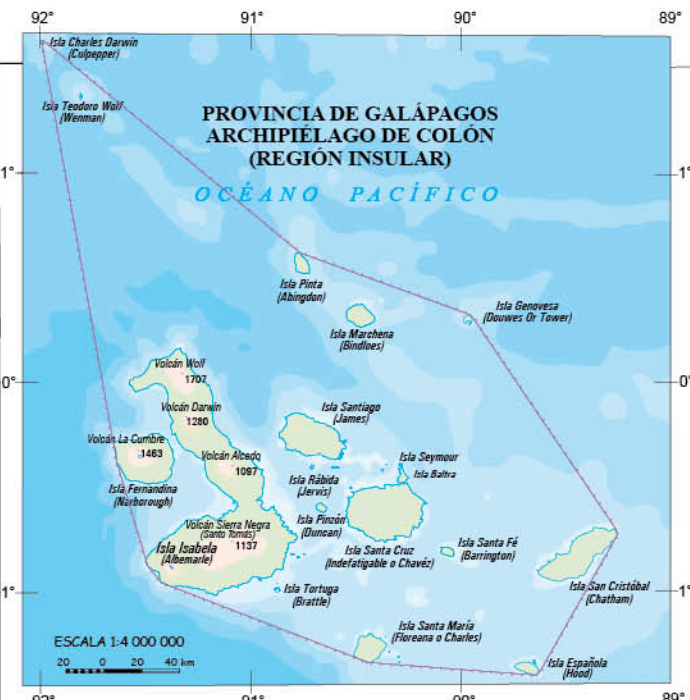 92° 91° 90° 89°
Isla Charles Darwin
(Culpepper)
Isla Teodoro Wolf
(Wenman)
PROVINCIA DE GALÁPAGOS
ARCHIPIÉLAGO DE COLÓN
(REGIÓN INSULAR)
1° 1°
OCÉANO PACÍFICO
Isla Pinta
(Abingdon)
Isla Genovesa
(Douwes Or Tower)
Isla Marchena
(Bindloes)
Volcán Wolf
1707
0° 0°
Volcán Darwin
1280
Isla Santiago
(James)
Volcán La Cumbre
1463
Volcán Alcedo
1097
Isla Seymour
Isla Baltra
Isla Fernandina
(Narborough)
Isla Rábida
(Jervis)
Isla Pinzón
(Duncan)
Volcán Sierra Negra
(Santo Tomás)
1137
Isla Isabela
(Albemarle)
Isla Santa Cruz
(Indefatigable o Chavéz)
Isla Santa Fé
(Barrington)
Isla San Cristóbal
(Chatham)
1° 1°
Isla Tortuga
(Brattle)
Isla Santa María
(Floreana o Charles)
ESCALA 1:4 000 000
20 0 20 40 km
Isla Española
(Hood)
92° 91° 90° 89°